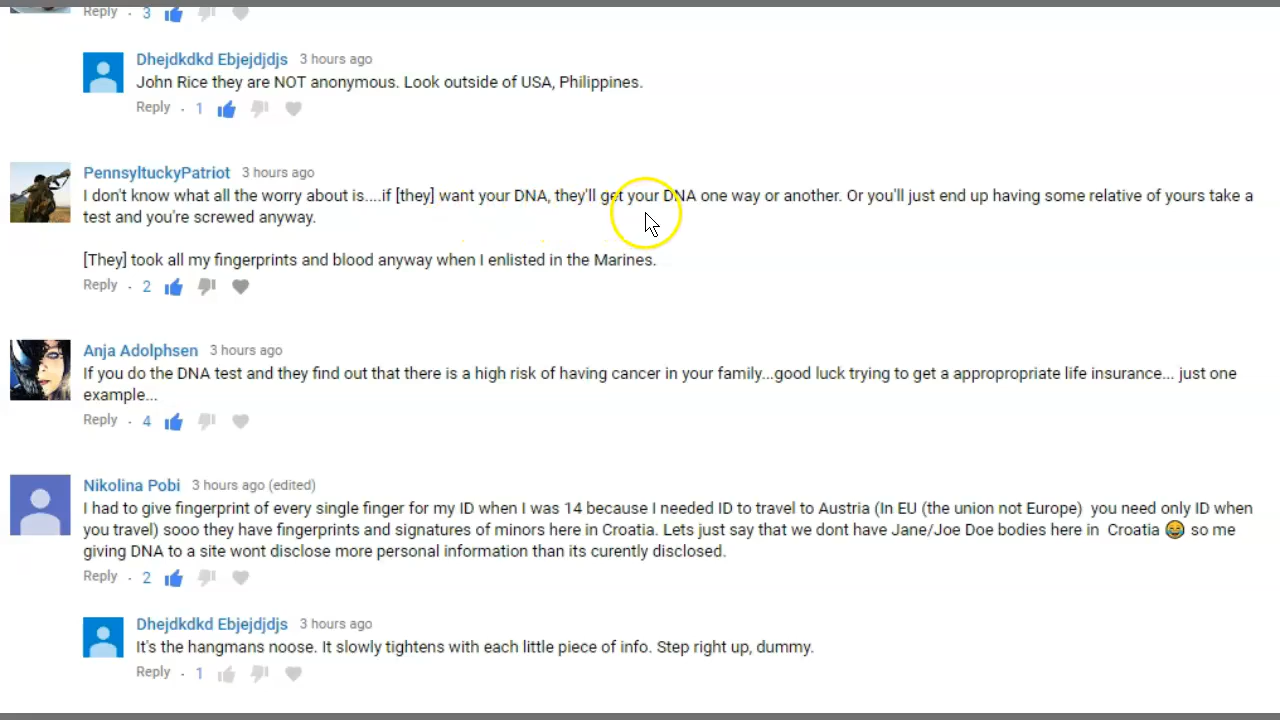 Reply · 3
Dhejdkdkd Ebjejdjdjs 3 hours ago
John Rice they are NOT anonymous. Look outside of USA, Philippines.
Reply · 1
PennsyltuckyPatriot 3 hours ago
I don't know what all the worry about is....if [they] want your DNA, they'll get your DNA one way or another. Or you'll just end up having some relative of yours take a
test and you're screwed anyway.
[They] took all my fingerprints and blood anyway when I enlisted in the Marines.
Reply · 2
Anja Adolphsen 3 hours ago
If you do the DNA test and they find out that there is a high risk of having cancer in your family...good luck trying to get a appropropriate life insurance... just one
example...
Reply · 4
Nikolina Pobi 3 hours ago (edited)
I had to give fingerprint of every single finger for my ID when I was 14 because I needed ID to travel to Austria (In EU (the union not Europe) you need only ID when
you travel) sooo they have fingerprints and signatures of minors here in Croatia. Lets just say that we dont have Jane/Joe Doe bodies here in Croatia 😂 so me
giving DNA to a site wont disclose more personal information than its curently disclosed.
Reply · 2
Dhejdkdkd Ebjejdjdjs 3 hours ago
It's the hangmans noose. It slowly tightens with each little piece of info. Step right up, dummy.
Reply · 1